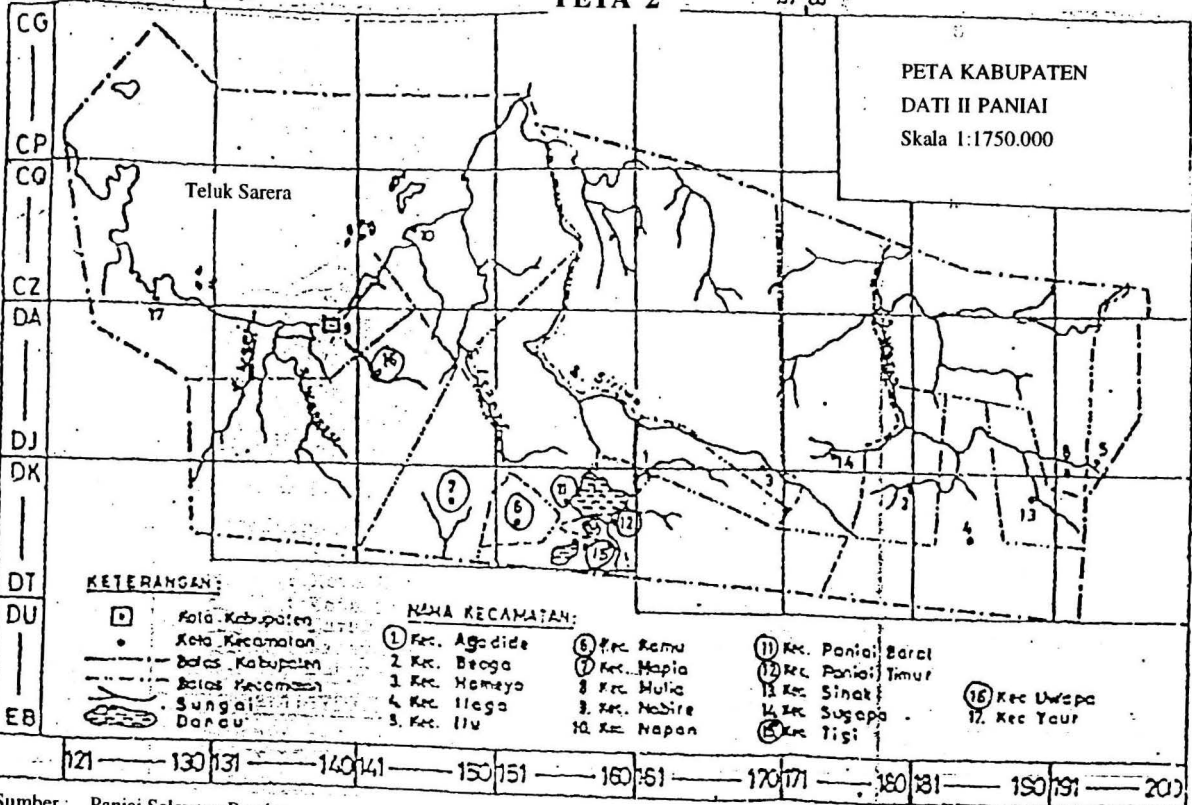 PETA 2
PETA KABUPATEN
DATI II PANIAI
Skala 1:1750.000
CG
CP
CQ
CZ
DA
DJ
DK
DT
DU
EB
Teluk Sarera
10
17
9
16
14
1
3
7
6
11
12
15
2
4
13
8
5
KETERANGAN:
Kota Kabupaten
Kota Kecamatan
Batas Kabupaten
Batas Kecamatan
Sungai
Danau
NAMA KECAMATAN:
1 Kec. Agadide
2 Kec. Beoga
3 Kec. Homeyo
4 Kec. Ilaga
5. Kec. Ilu
6 Kec. Kamu
7 Kec. Mapia
8 Kec. Mulia
9. Kec. Nabire
10 Kec Napan
11 Kec. Paniai Barat
12 Kec Paniai Timur
13 Kec Sinak
14 Kec Sugapa
15 Kec Tigi
16 Kec Uwapa
17. Kec Yaur
121 130 131 140 141 150 151 160 161 170 171 180 181 190 191 200